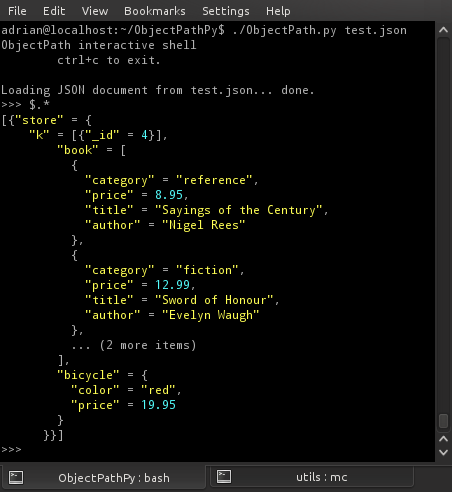 File Edit View Bookmarks Settings Help
adrian@localhost:~/ObjectPathPy$ ./ObjectPath.py test.json
ObjectPath interactive shell
        ctrl+c to exit.

Loading JSON document from test.json... done.
>>> $.*
[{"store" = {
    "k" = [{"_id" = 4}],
        "book" = [
          {
            "category" = "reference",
            "price" = 8.95,
            "title" = "Sayings of the Century",
            "author" = "Nigel Rees"
          },
          {
            "category" = "fiction",
            "price" = 12.99,
            "title" = "Sword of Honour",
            "author" = "Evelyn Waugh"
          },
          ... (2 more items)
        ],
        "bicycle" = {
          "color" = "red",
          "price" = 19.95
        }
      }}]
>>>
ObjectPathPy : bash
utils : mc